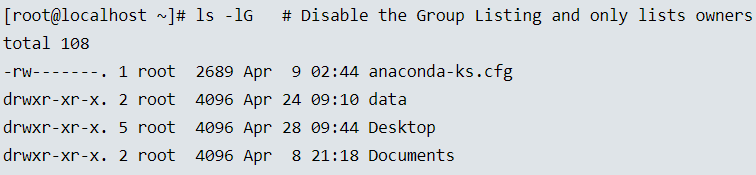 [root@localhost ~]# ls -lG   # Disable the Group Listing and only lists owners
total 108
-rw-------. 1 root  2689 Apr  9 02:44 anaconda-ks.cfg
drwxr-xr-x. 2 root  4096 Apr 24 09:10 data
drwxr-xr-x. 5 root  4096 Apr 28 09:44 Desktop
drwxr-xr-x. 2 root  4096 Apr  8 21:18 Documents